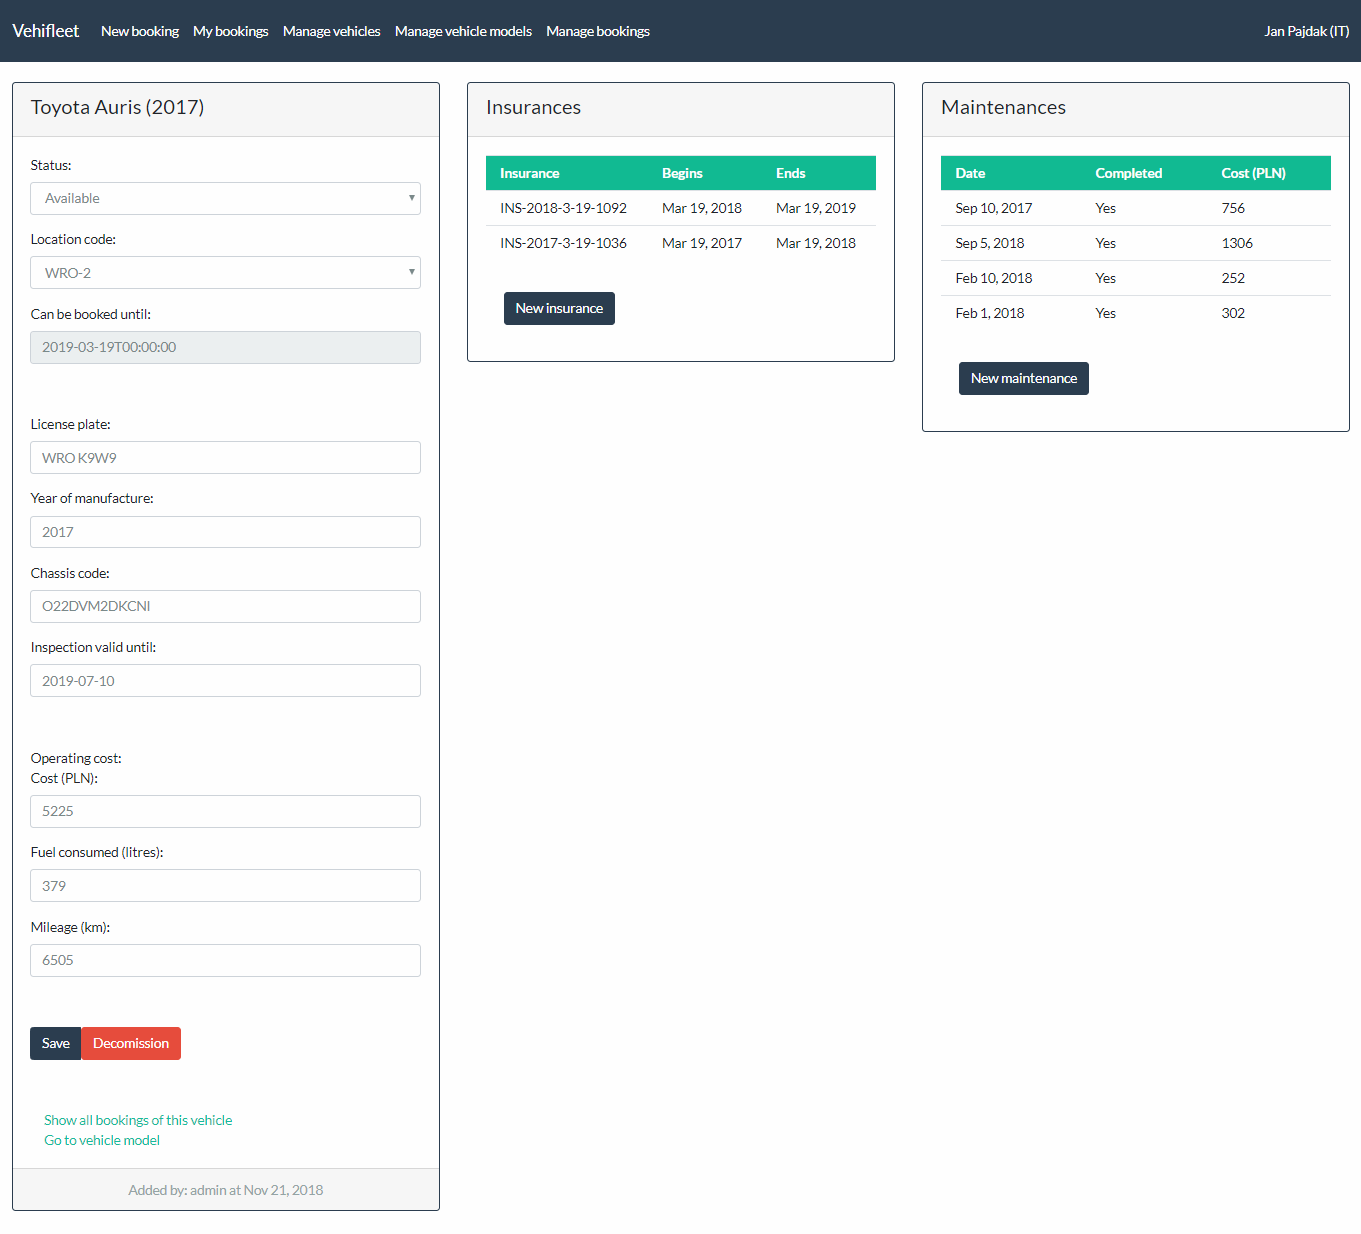 Vehifleet New booking My bookings Manage vehicles Manage vehicle models Manage bookings Jan Pajdak (IT)
Toyota Auris (2017)
Status:
Available
Location code:
WRO-2
Can be booked until:
2019-03-19T00:00:00
License plate:
WRO K9W9
Year of manufacture:
2017
Chassis code:
O22DVM2DKCNI
Inspection valid until:
2019-07-10
Operating cost:
Cost (PLN):
5225
Fuel consumed (litres):
379
Mileage (km):
6505
Save Decomission
Show all bookings of this vehicle
Go to vehicle model
Added by: admin at Nov 21, 2018
Insurances
Insurance Begins Ends
INS-2018-3-19-1092 Mar 19, 2018 Mar 19, 2019
INS-2017-3-19-1036 Mar 19, 2017 Mar 19, 2018
New insurance
Maintenances
Date Completed Cost (PLN)
Sep 10, 2017 Yes 756
Sep 5, 2018 Yes 1306
Feb 10, 2018 Yes 252
Feb 1, 2018 Yes 302
New maintenance